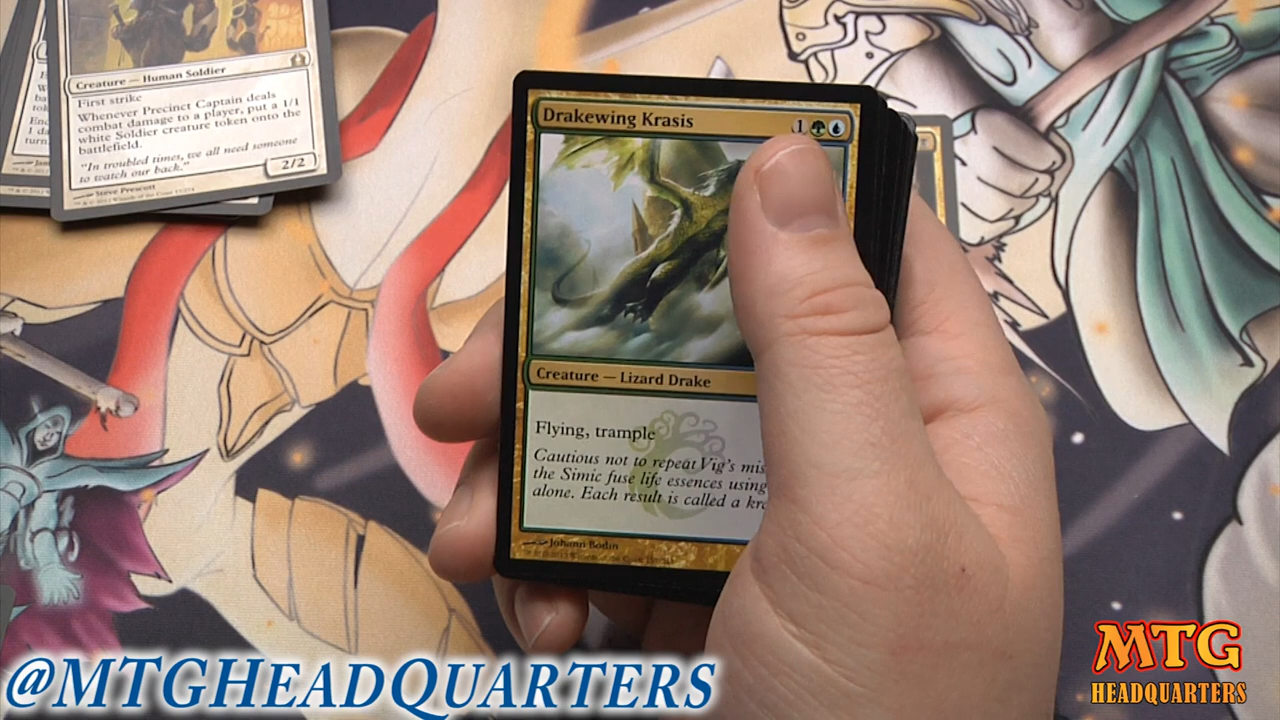 Creature — Human Soldier
First strike
Whenever Precinct Captain deals
combat damage to a player, put a 1/1
white Soldier creature token onto the
battlefield.
"In troubled times, we all need someone
to watch our back."
2/2
Steve Prescott
Drakewing Krasis
1
Creature — Lizard Drake
Flying, trample
Cautious not to repeat Vig's
the Simic fuse life essences using
alone. Each result is called a
Johann Bodin
@MTGHEADQUARTERS
MTG
HEADQUARTERS